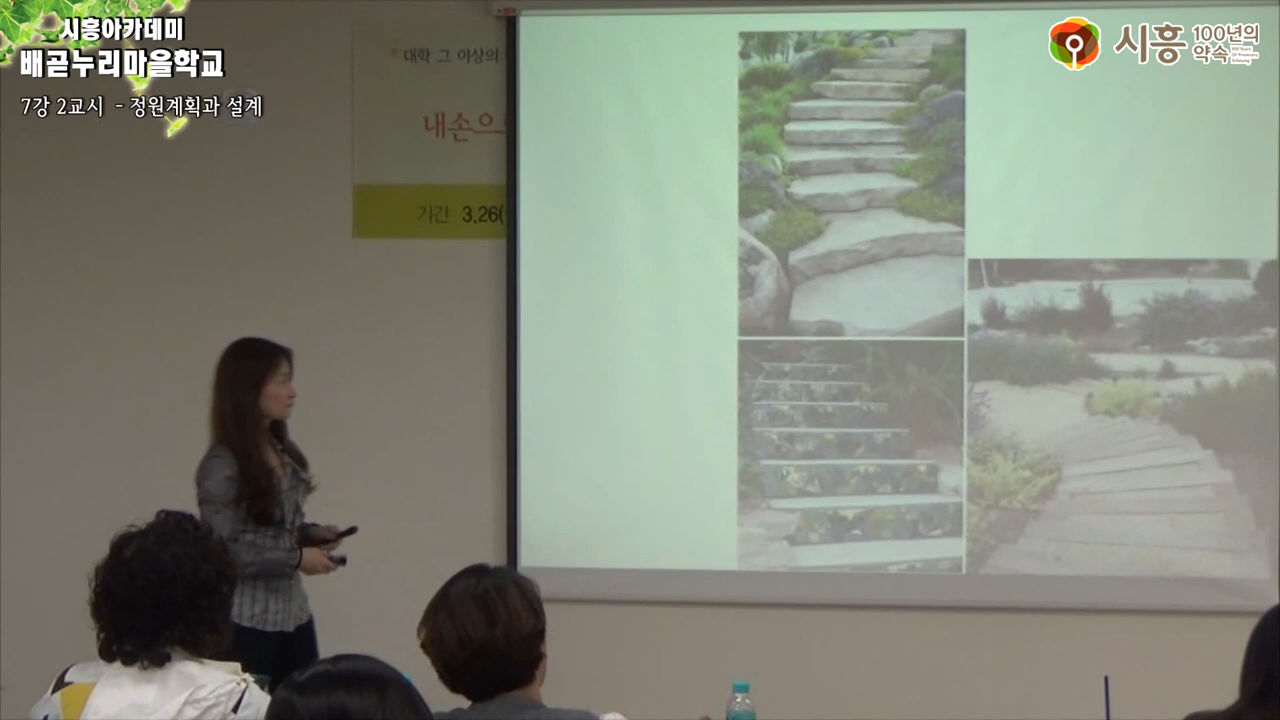 시흥아카데미
배곧누리마을학교
7강 2교시 - 정원계획과 설계
시흥 100년의 약속
대학 그 이상의
내손으
기간 3.26(